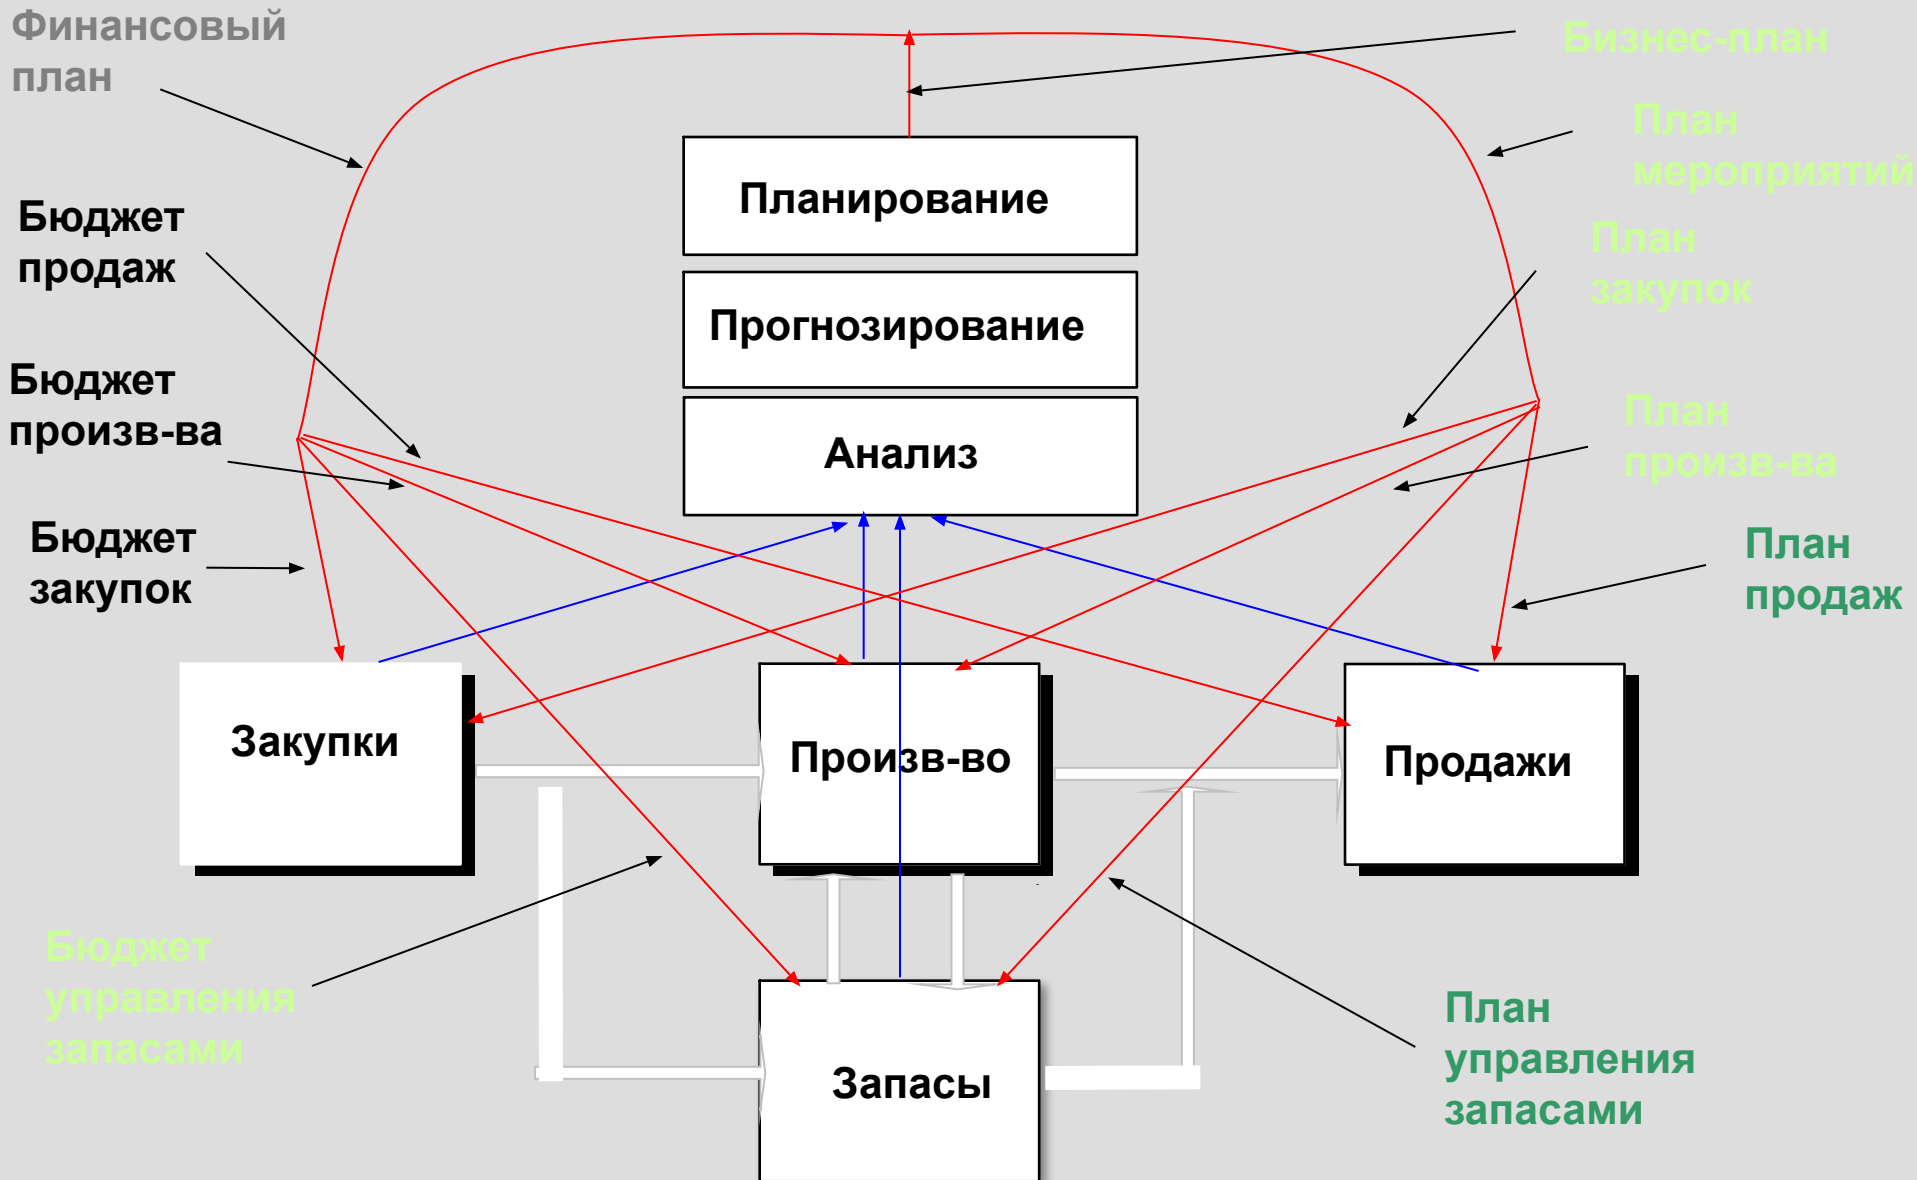 Финансовый
план
Бизнес-план
План
мероприятий
Планирование
Бюджет
продаж
План
закупок
Прогнозирование
Бюджет
произв-ва
План
произв-ва
Анализ
Бюджет
закупок
План
продаж
Закупки
Произв-во
Продажи
Бюджет
управления
запасами
План
управления
запасами
Запасы